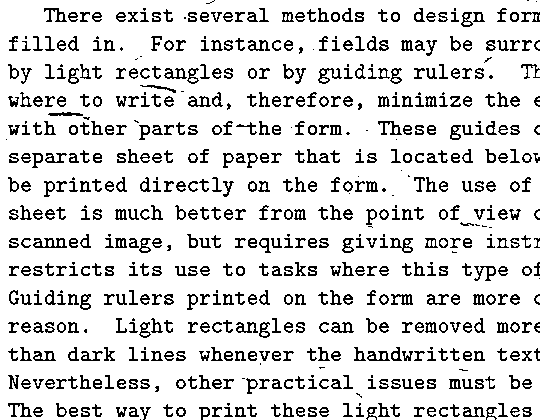 There exist several methods to design form
filled in. For instance, fields may be surro
by light rectangles or by guiding rulers. Th
where to write and, therefore, minimize the e
with other parts of the form. These guides c
separate sheet of paper that is located below
be printed directly on the form. The use of
sheet is much better from the point of view o
scanned image, but requires giving more instr
restricts its use to tasks where this type of
Guiding rulers printed on the form are more c
reason. Light rectangles can be removed more
than dark lines whenever the handwritten text
Nevertheless, other practical issues must be
The best way to print these light rectangles